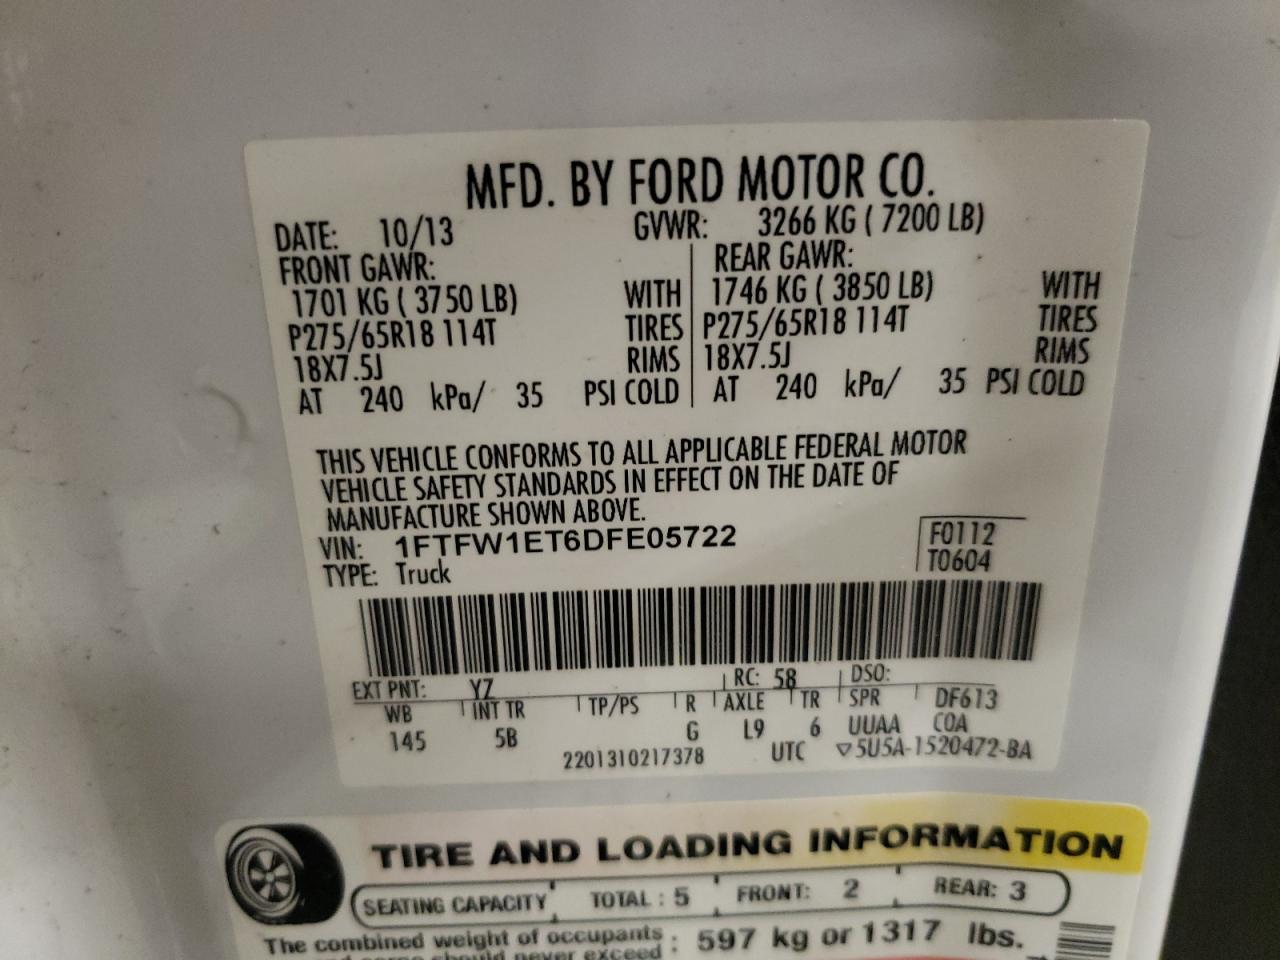 MFD. BY FORD MOTOR CO.
DATE: 10/13 GVWR: 3266 KG ( 7200 LB)
FRONT GAWR: REAR GAWR:
1701 KG ( 3750 LB) WITH 1746 KG ( 3850 LB) WITH
P275/65R18 114T TIRES P275/65R18 114T TIRES
18X7.5J RIMS 18X7.5J RIMS
AT 240 kPa/ 35 PSI COLD AT 240 kPa/ 35 PSI COLD
THIS VEHICLE CONFORMS TO ALL APPLICABLE FEDERAL MOTOR
VEHICLE SAFETY STANDARDS IN EFFECT ON THE DATE OF
MANUFACTURE SHOWN ABOVE.
VIN: 1FTFW1ET6DFE05722 F0112
TYPE: Truck T0604
EXT PNT: YZ RC: 58 DSO:
WB INT TR TP/PS R AXLE TR SPR DF613
145 5B G L9 6 UUAA COA
2201310217378 UTC ▽5U5A-1520472-BA
TIRE AND LOADING INFORMATION
SEATING CAPACITY TOTAL : 5 FRONT: 2 REAR: 3
The combined weight of occupants : 597 kg or 1317 lbs.
and cargo should never exceed